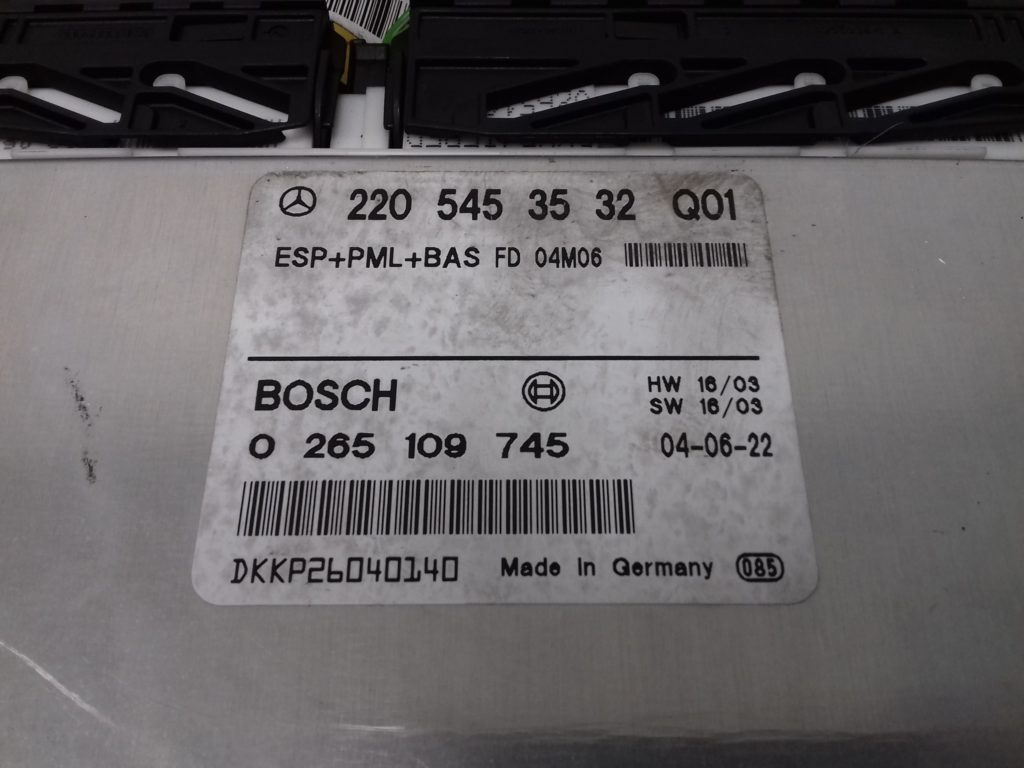 220 545 35 32 Q01
ESP+PML+BAS FD 04M06
BOSCH
HW 16/03
SW 16/03
0 265 109 745
04-06-22
DKKP26040140
Made in Germany
085